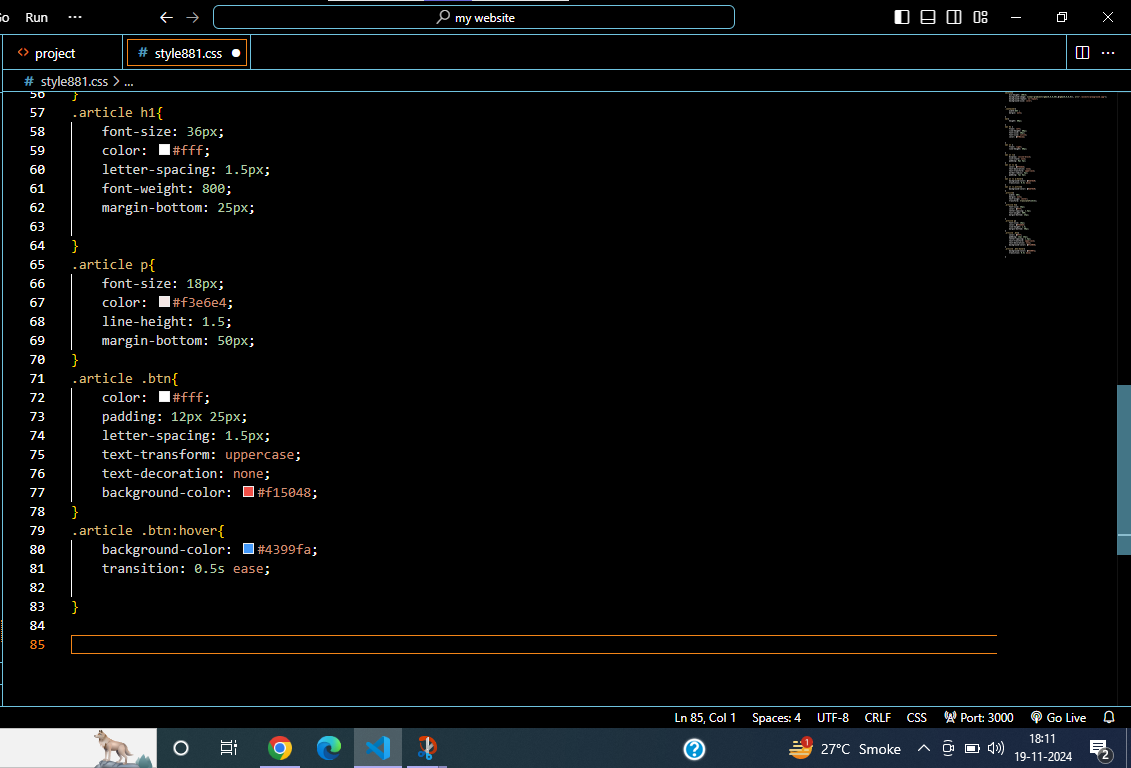 Go Run ··· my website
project # style881.css
# style881.css > ...
56 }
57 .article h1{
58 font-size: 36px;
59 color: #fff;
60 letter-spacing: 1.5px;
61 font-weight: 800;
62 margin-bottom: 25px;
63
64 }
65 .article p{
66 font-size: 18px;
67 color: #f3e6e4;
68 line-height: 1.5;
69 margin-bottom: 50px;
70 }
71 .article .btn{
72 color: #fff;
73 padding: 12px 25px;
74 letter-spacing: 1.5px;
75 text-transform: uppercase;
76 text-decoration: none;
77 background-color: #f15048;
78 }
79 .article .btn:hover{
80 background-color: #4399fa;
81 transition: 0.5s ease;
82
83 }
84
85
Ln 85, Col 1 Spaces: 4 UTF-8 CRLF CSS Port: 3000 Go Live
1 27°C Smoke 18:11
19-11-2024 2